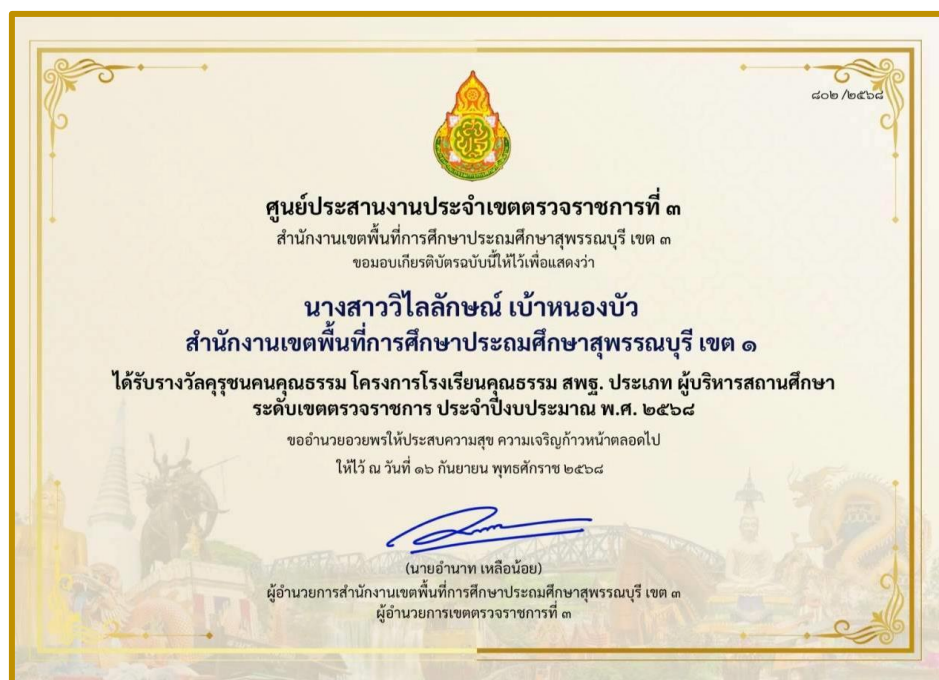 ๘๐๒ /๒๕๖๘
ศูนย์ประสานงานประจำเขตตรวจราชการที่ ๓
สำนักงานเขตพื้นที่การศึกษาประถมศึกษาสุพรรณบุรี เขต ๓
ขอมอบเกียรติบัตรฉบับนี้ให้ไว้เพื่อแสดงว่า
นางสาววิไลลักษณ์ เบ้าหนองบัว
สำนักงานเขตพื้นที่การศึกษาประถมศึกษาสุพรรณบุรี เขต ๑
ได้รับรางวัลคุรุชนคนคุณธรรม โครงการโรงเรียนคุณธรรม สพฐ. ประเภท ผู้บริหารสถานศึกษา
ระดับเขตตรวจราชการ ประจำปีงบประมาณ พ.ศ. ๒๕๖๘
ขออำนวยอวยพรให้ประสบความสุข ความเจริญก้าวหน้าตลอดไป
ให้ไว้ ณ วันที่ ๑๖ กันยายน พุทธศักราช ๒๕๖๘
(นายอำนาท เหลือน้อย)
ผู้อำนวยการสำนักงานเขตพื้นที่การศึกษาประถมศึกษาสุพรรณบุรี เขต ๓
ผู้อำนวยการเขตตรวจราชการที่ ๓